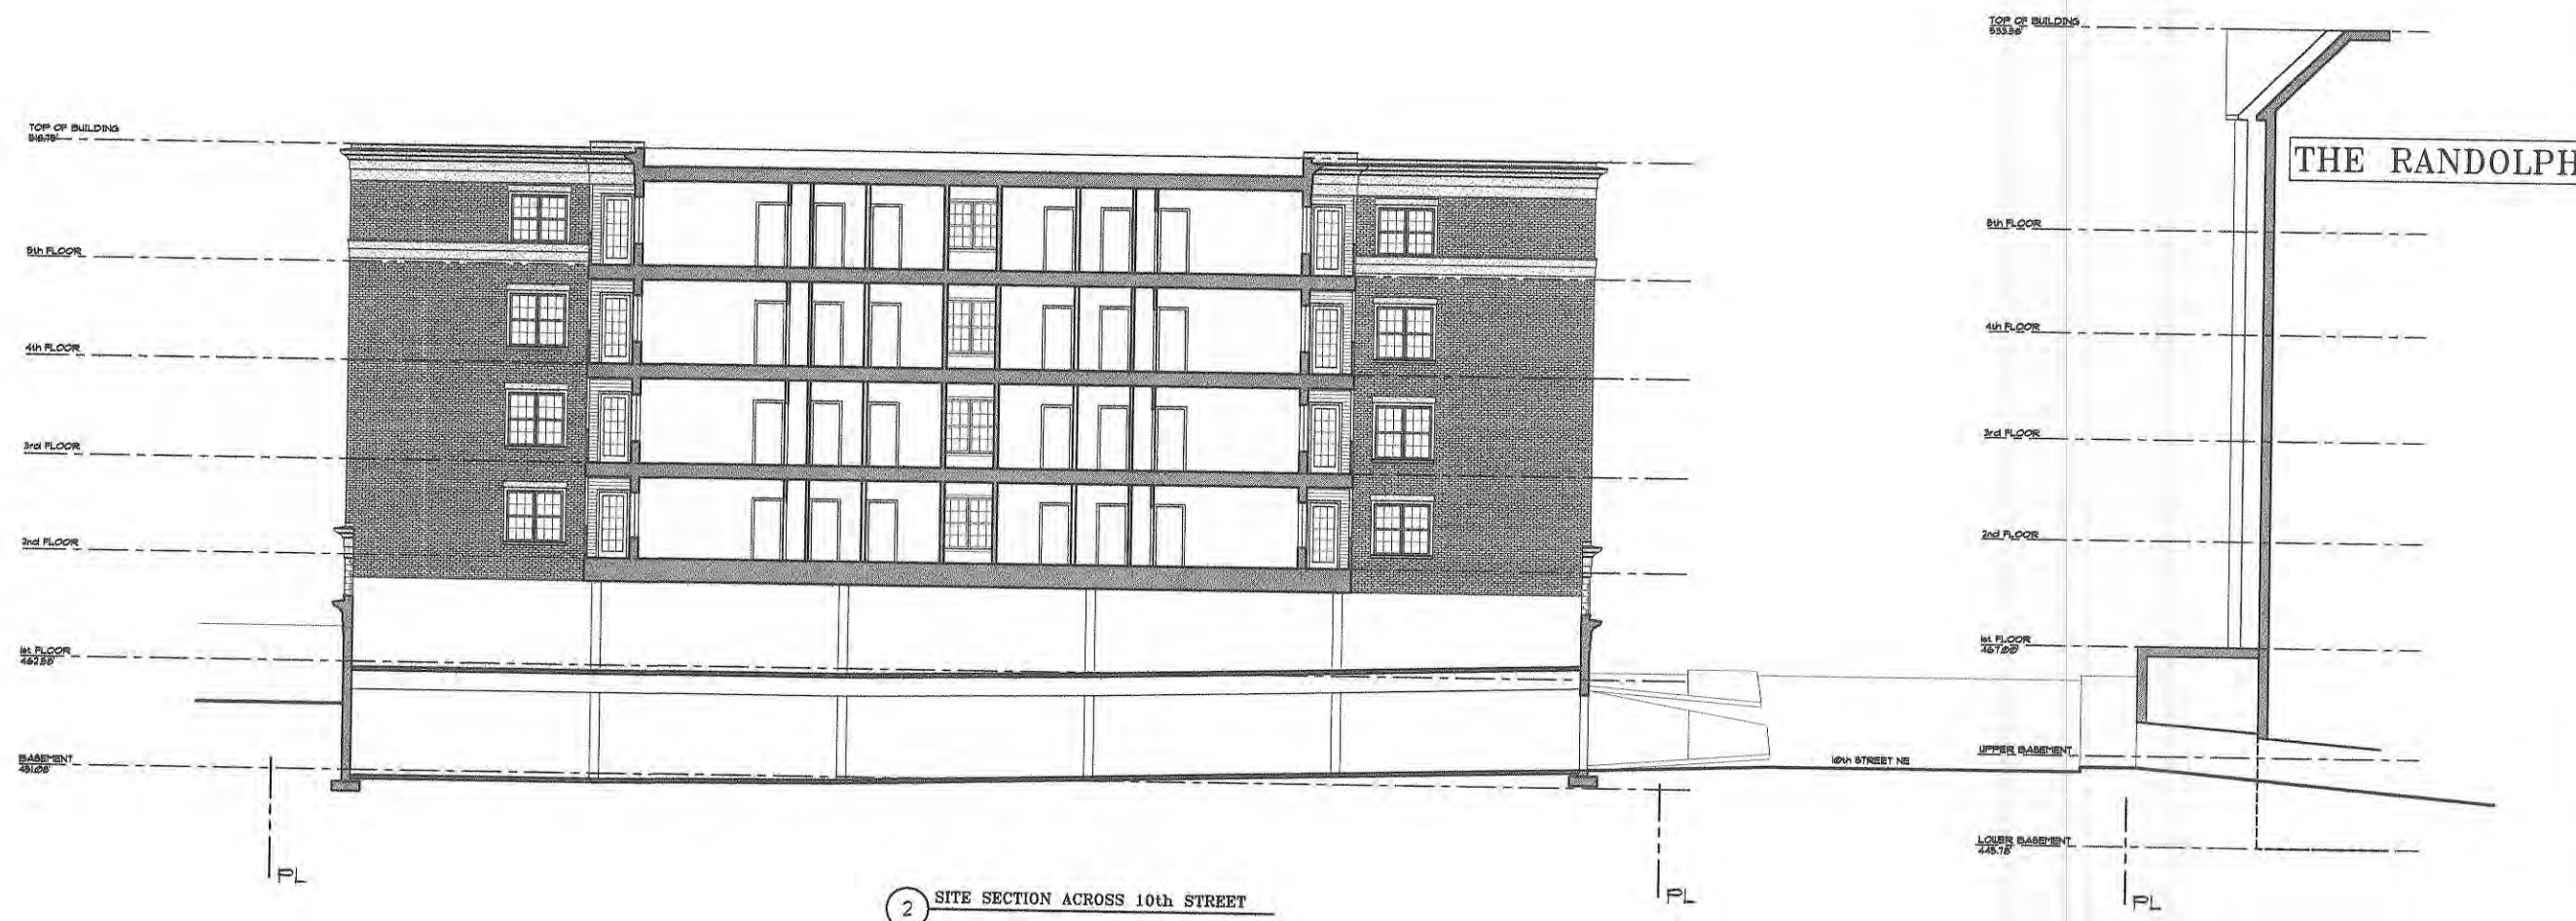 TOP OF BUILDING
5th FLOOR
4th FLOOR
3rd FLOOR
2nd FLOOR
1st FLOOR
BASEMENT
PL
PL
2
SITE SECTION ACROSS 10th STREET
10th STREET NE
TOP OF BUILDING
THE RANDOLPH
5th FLOOR
4th FLOOR
3rd FLOOR
2nd FLOOR
1st FLOOR
467.00'
UPPER BASEMENT
LOWER BASEMENT
PL